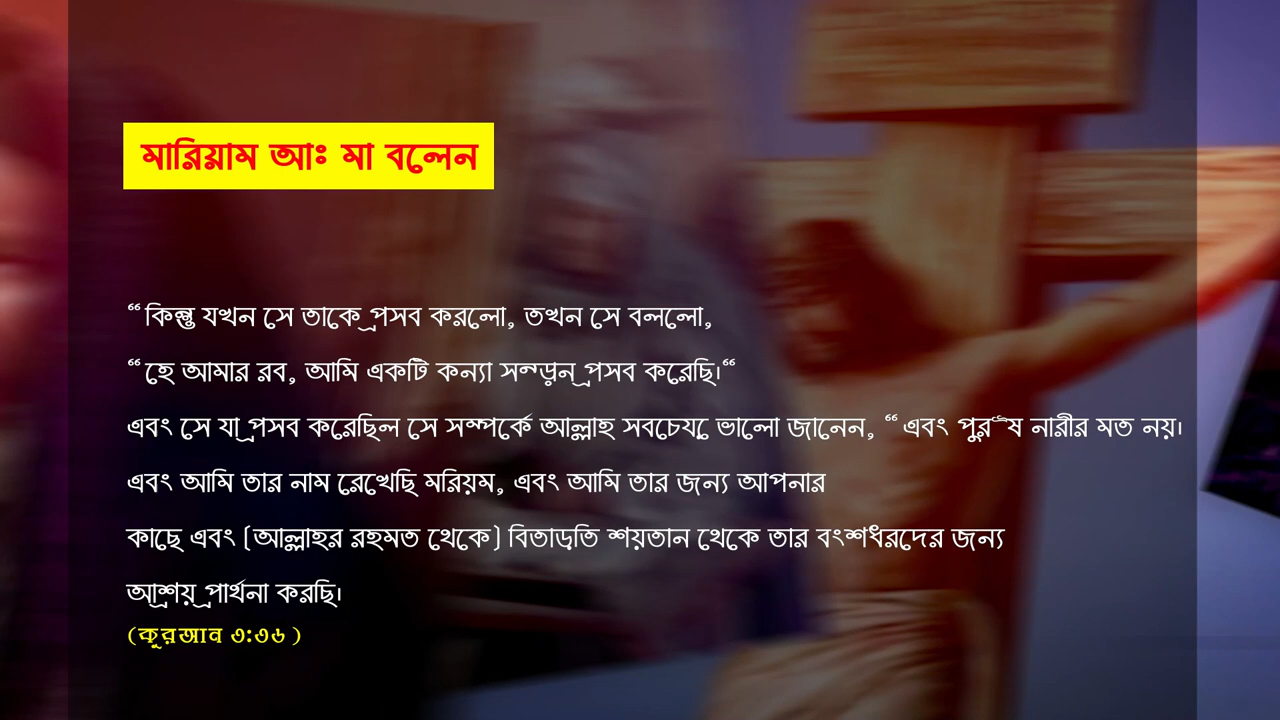 মারিয়াম আঃ মা বলেন
“কিন্তু যখন সে তাকে প্রসব করলো, তখন সে বললো,
“হে আমার রব, আমি একটি কন্যা সন্ড়ান প্রসব করেছি।“
এবং সে যা প্রসব করেছিল সে সম্পর্কে আল্লাহ সবচেয়ে ভালো জানেন, “এবং পুরুষ নারীর মত নয়।
এবং আমি তার নাম রেখেছি মরিয়ম, এবং আমি তার জন্য আপনার
কাছে এবং [আল্লাহর রহমত থেকে] বিতাড়িত শয়তান থেকে তার বংশধরদের জন্য
আশ্রয় প্রার্থনা করছি।
(কুরআন ৩:৩৬)